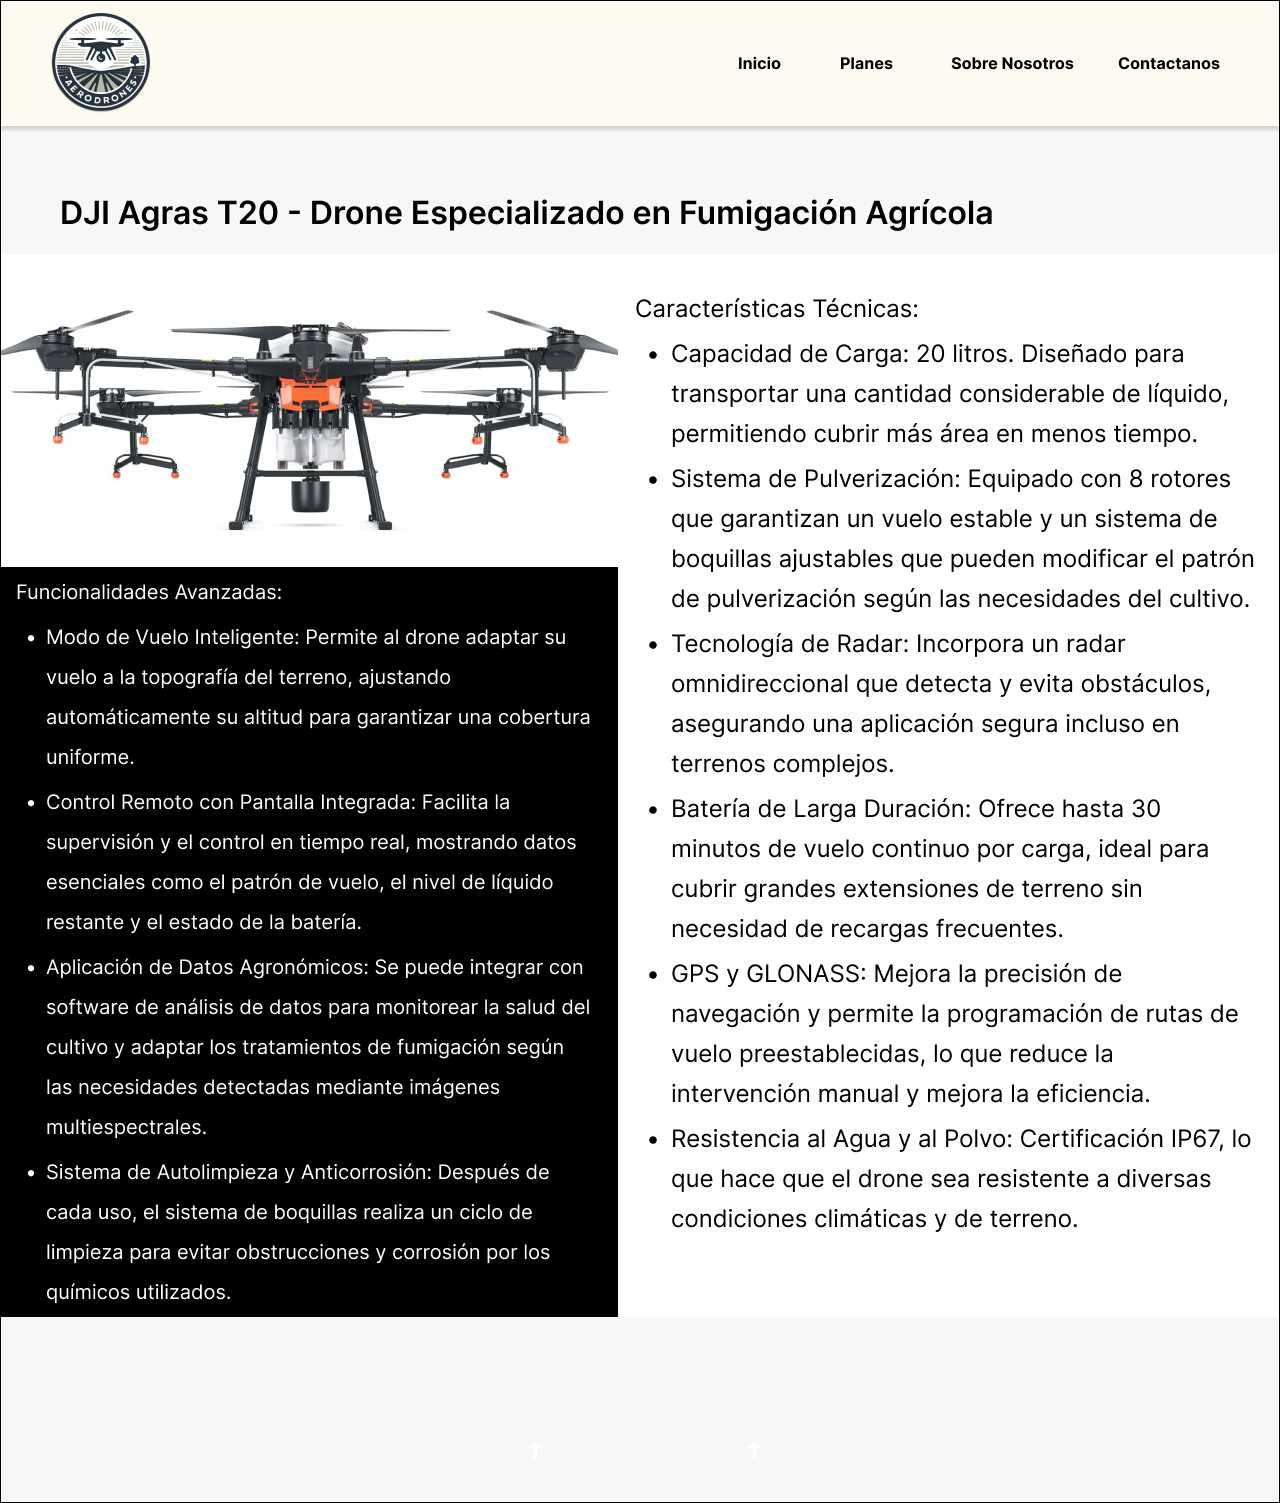 AERODRONES
Inicio Planes Sobre Nosotros Contactanos
DJI Agras T20 - Drone Especializado en Fumigación Agrícola
Funcionalidades Avanzadas:
• Modo de Vuelo Inteligente: Permite al drone adaptar su
vuelo a la topografía del terreno, ajustando
automáticamente su altitud para garantizar una cobertura
uniforme.
• Control Remoto con Pantalla Integrada: Facilita la
supervisión y el control en tiempo real, mostrando datos
esenciales como el patrón de vuelo, el nivel de líquido
restante y el estado de la batería.
• Aplicación de Datos Agronómicos: Se puede integrar con
software de análisis de datos para monitorear la salud del
cultivo y adaptar los tratamientos de fumigación según
las necesidades detectadas mediante imágenes
multiespectrales.
• Sistema de Autolimpieza y Anticorrosión: Después de
cada uso, el sistema de boquillas realiza un ciclo de
limpieza para evitar obstrucciones y corrosión por los
químicos utilizados.
Características Técnicas:
• Capacidad de Carga: 20 litros. Diseñado para
transportar una cantidad considerable de líquido,
permitiendo cubrir más área en menos tiempo.
• Sistema de Pulverización: Equipado con 8 rotores
que garantizan un vuelo estable y un sistema de
boquillas ajustables que pueden modificar el patrón
de pulverización según las necesidades del cultivo.
• Tecnología de Radar: Incorpora un radar
omnidireccional que detecta y evita obstáculos,
asegurando una aplicación segura incluso en
terrenos complejos.
• Batería de Larga Duración: Ofrece hasta 30
minutos de vuelo continuo por carga, ideal para
cubrir grandes extensiones de terreno sin
necesidad de recargas frecuentes.
• GPS y GLONASS: Mejora la precisión de
navegación y permite la programación de rutas de
vuelo preestablecidas, lo que reduce la
intervención manual y mejora la eficiencia.
• Resistencia al Agua y al Polvo: Certificación IP67, lo
que hace que el drone sea resistente a diversas
condiciones climáticas y de terreno.